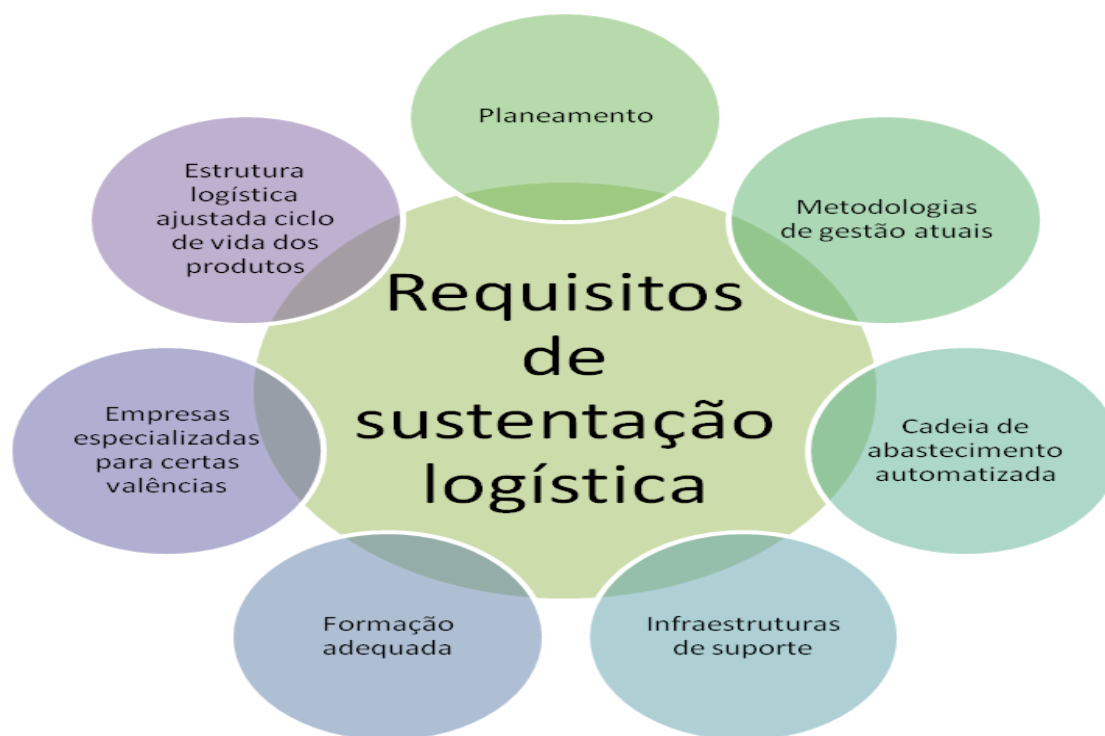 Planeamento
Metodologias
de gestão atuais
Cadeia de
abastecimento
automatizada
Infraestruturas
de suporte
Formação
adequada
Empresas
especializadas
para certas
valências
Estrutura
logística
ajustada ciclo
de vida dos
produtos
Requisitos
de
sustentação
logística